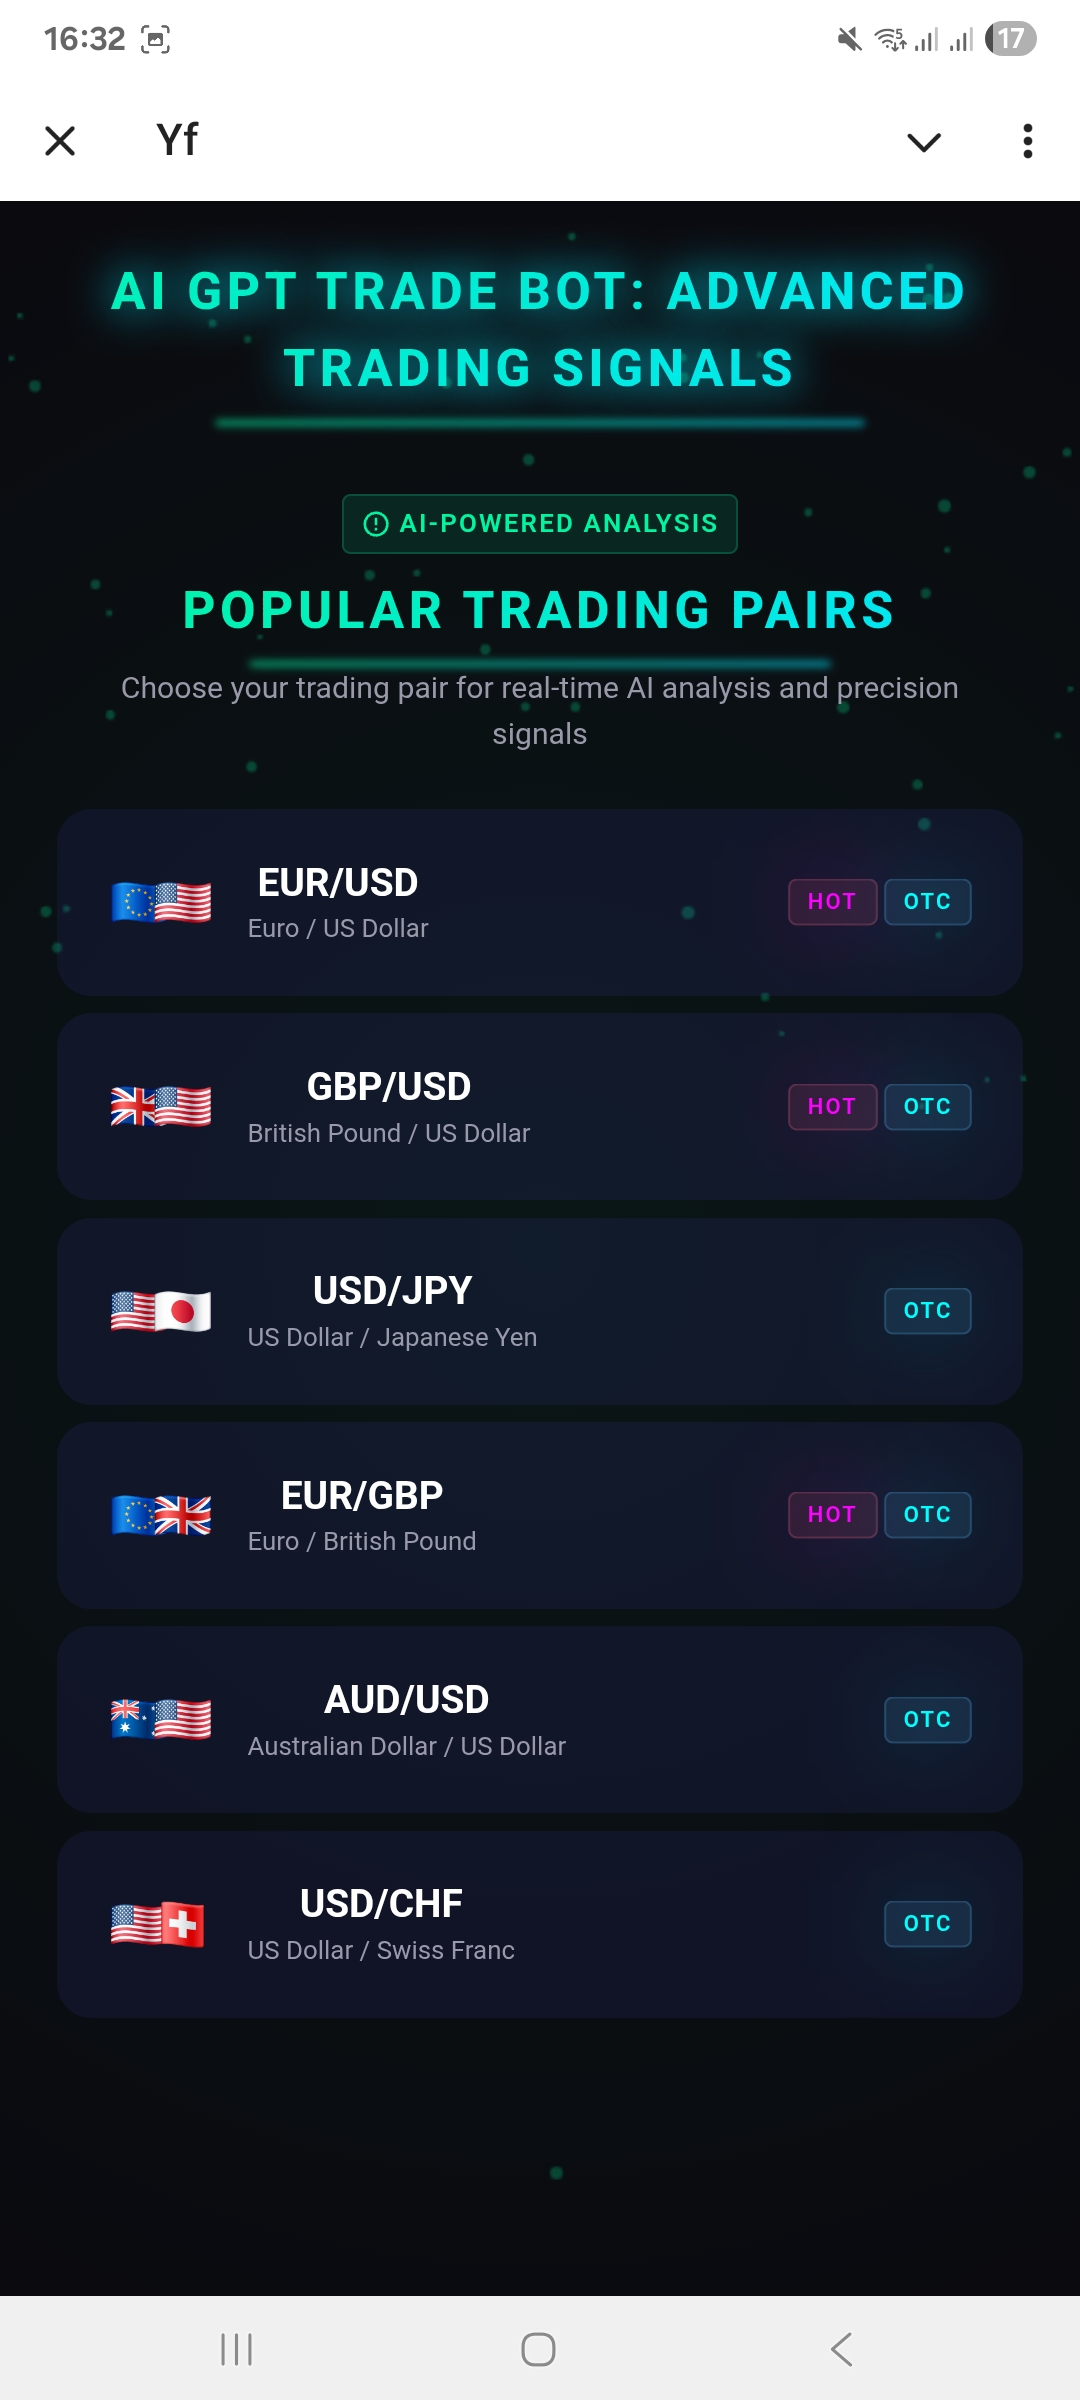 16:32
5
17
Yf
AI GPT TRADE BOT: ADVANCED
TRADING SIGNALS
AI-POWERED ANALYSIS
POPULAR TRADING PAIRS
Choose your trading pair for real-time AI analysis and precision
signals
EUR/USD
Euro / US Dollar
HOT OTC
GBP/USD
British Pound / US Dollar
HOT OTC
USD/JPY
US Dollar / Japanese Yen
OTC
EUR/GBP
Euro / British Pound
HOT OTC
AUD/USD
Australian Dollar / US Dollar
OTC
USD/CHF
US Dollar / Swiss Franc
OTC